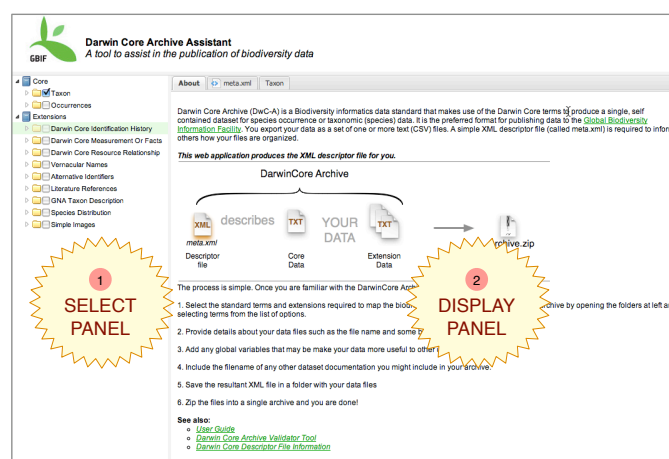 GBIF
Darwin Core Archive Assistant
A tool to assist in the publication of biodiversity data
Core
Taxon
Occurrences
Extensions
Darwin Core Identification History
Darwin Core Measurement Or Facts
Darwin Core Resource Relationship
Vernacular Names
Alternative Identifiers
Literature References
GNA Taxon Description
Species Distribution
Simple Images
1
SELECT
PANEL
About <> meta.xml Taxon
Darwin Core Archive (DwC-A) is a Biodiversity informatics data standard that makes use of the Darwin Core terms to produce a single, self
contained dataset for species occurrence or taxonomic (species) data. It is the preferred format for publishing data to the Global Biodiversity
Information Facility. You export your data as a set of one or more text (CSV) files. A simple XML descriptor file (called meta.xml) is required to infor
others how your files are organized.
This web application produces the XML descriptor file for you.
DarwinCore Archive
XML describes TXT YOUR DATA TXT
meta.xml
rchive.zip
Descriptor file
Core Data
Extension Data
The process is simple. Once you are familiar with the DarwinCore Arch
1. Select the standard terms and extensions required to map the biodi chive by opening the folders at left a
selecting terms from the list of options.
2. Provide details about your data files such as the file name and some
3. Add any global variables that may be make your data more useful to other
4. Include the filename of any other dataset documentation you might include in your archive.
5. Save the resultant XML file in a folder with your data files
6. Zip the files into a single archive and you are done!
See also:
User Guide
Darwin Core Archive Validator Tool
Darwin Core Descriptor File Information
2
DISPLAY
PANEL